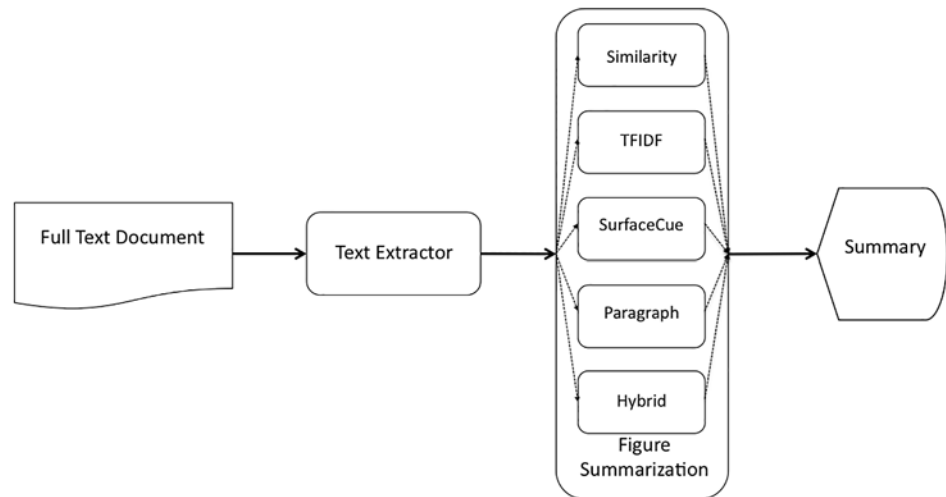 Full Text Document
Text Extractor
Similarity
TFIDF
SurfaceCue
Paragraph
Hybrid
Figure
Summarization
Summary